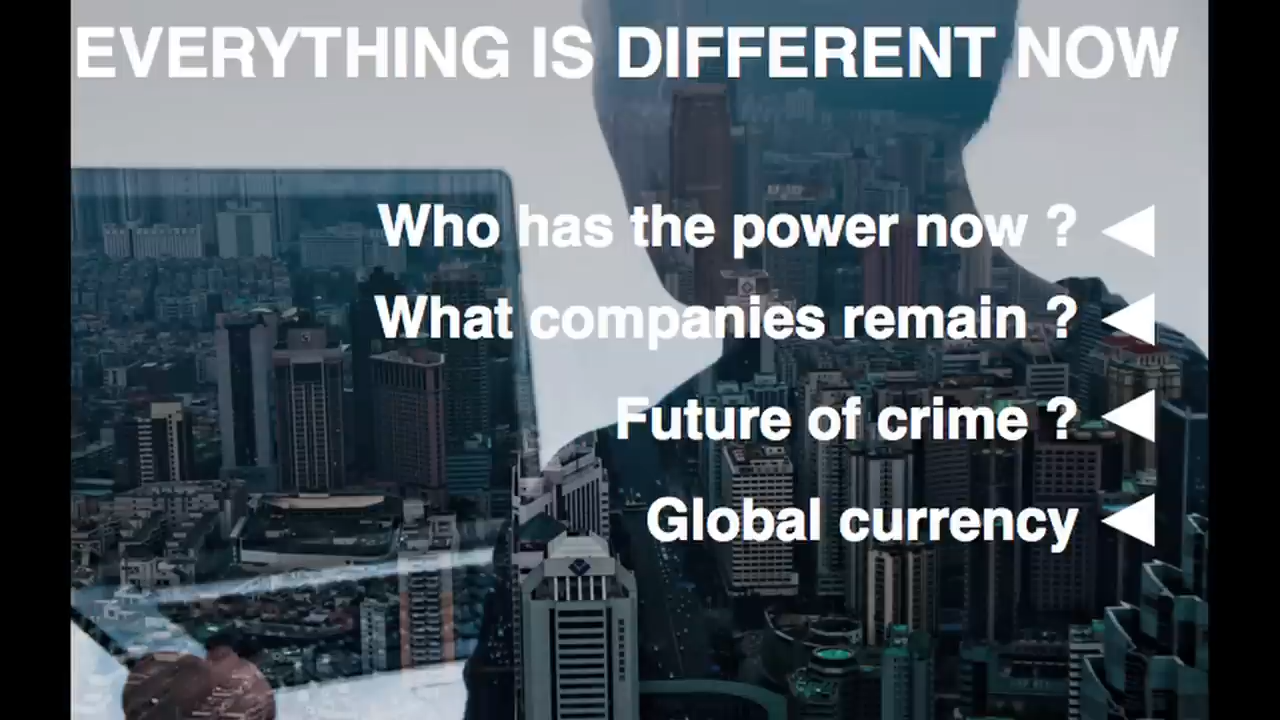 EVERYTHING IS DIFFERENT NOW
Who has the power now ?
What companies remain ?
Future of crime ?
Global currency